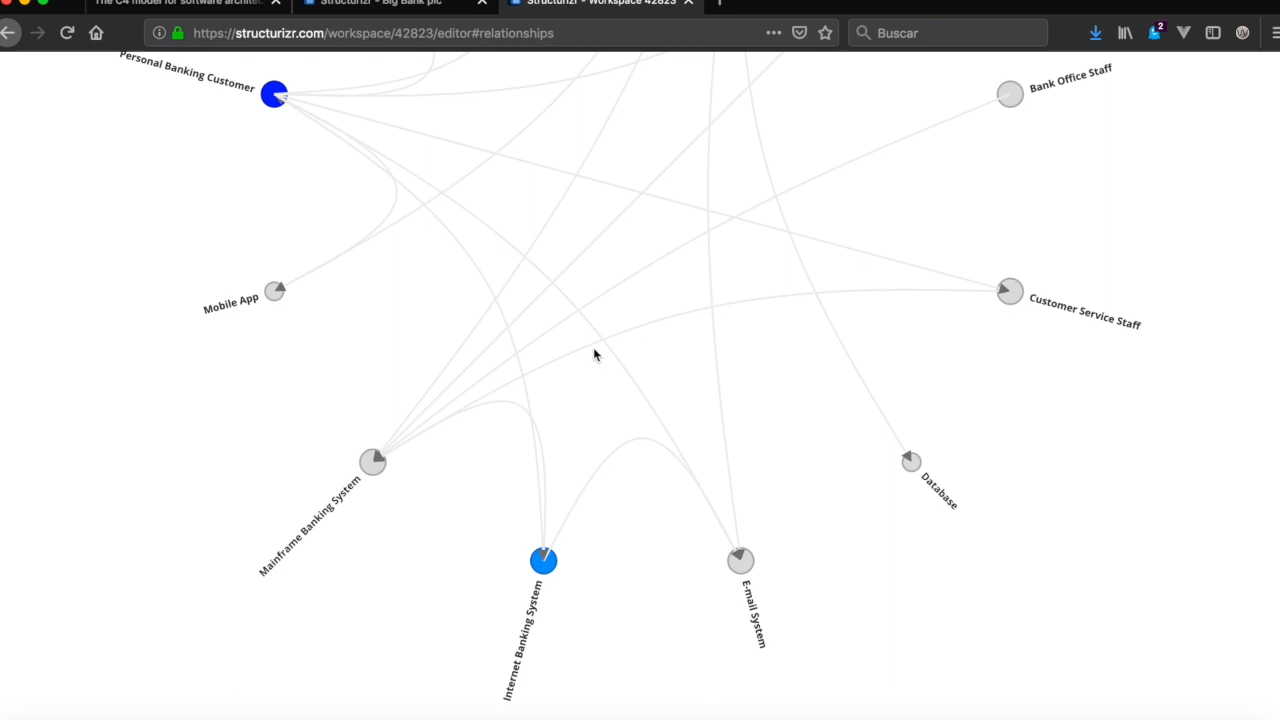 The C4 model for software architec
Structurizr - Big Bank plc
Structurizr - Workspace 42823
https://structurizr.com/workspace/42823/editor#relationships
Buscar
2
Personal Banking Customer
Bank Office Staff
Mobile App
Customer Service Staff
Mainframe Banking System
Database
Internet Banking System
E-mail System